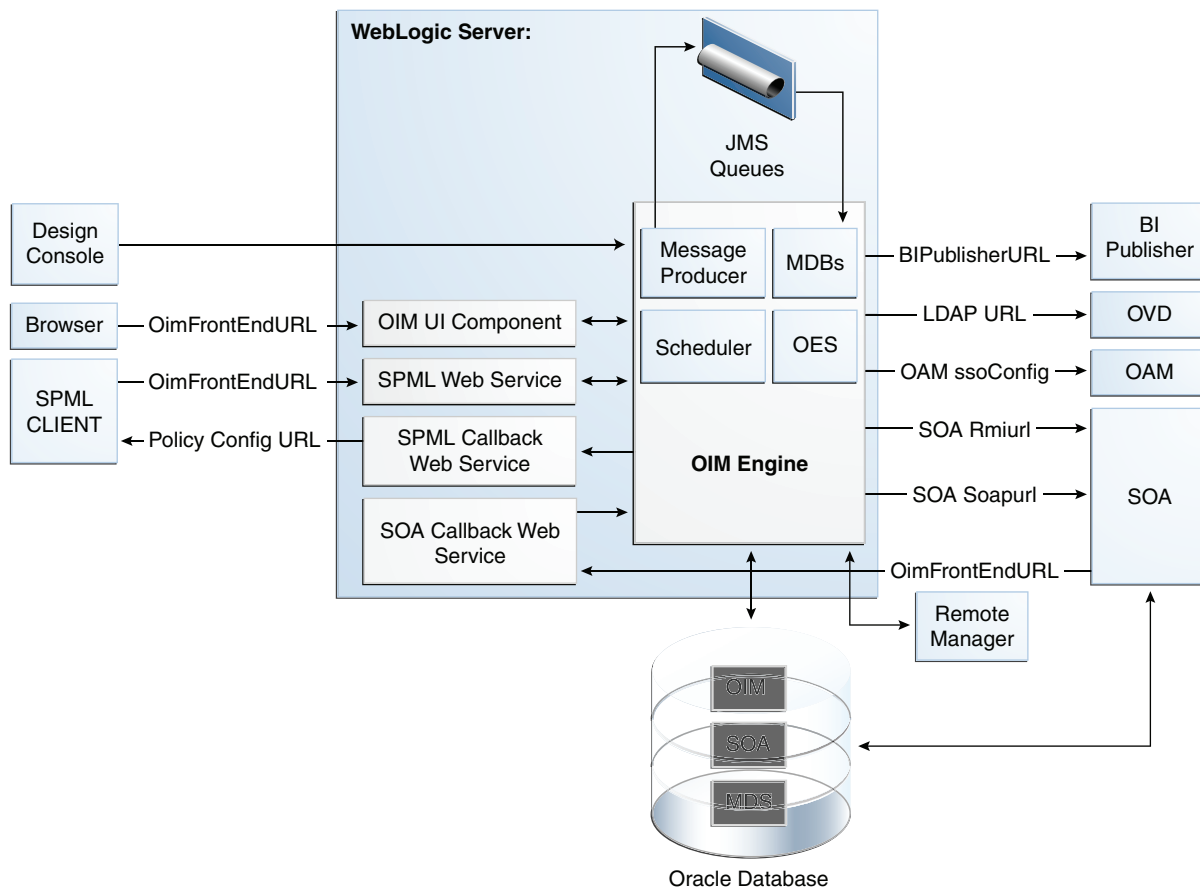 WebLogic Server:
JMS
Queues
Design
Console
Message
Producer
MDBs
BIPublisherURL
BI
Publisher
Browser
OimFrontEndURL
OIM UI Component
Scheduler
OES
LDAP URL
OVD
SPML
CLIENT
OimFrontEndURL
SPML Web Service
OAM ssoConfig
OAM
Policy Config URL
SPML Callback
Web Service
OIM Engine
SOA Rmiurl
SOA Soapurl
SOA
SOA Callback Web
Service
OimFrontEndURL
Remote
Manager
OIM
SOA
MDS
Oracle Database